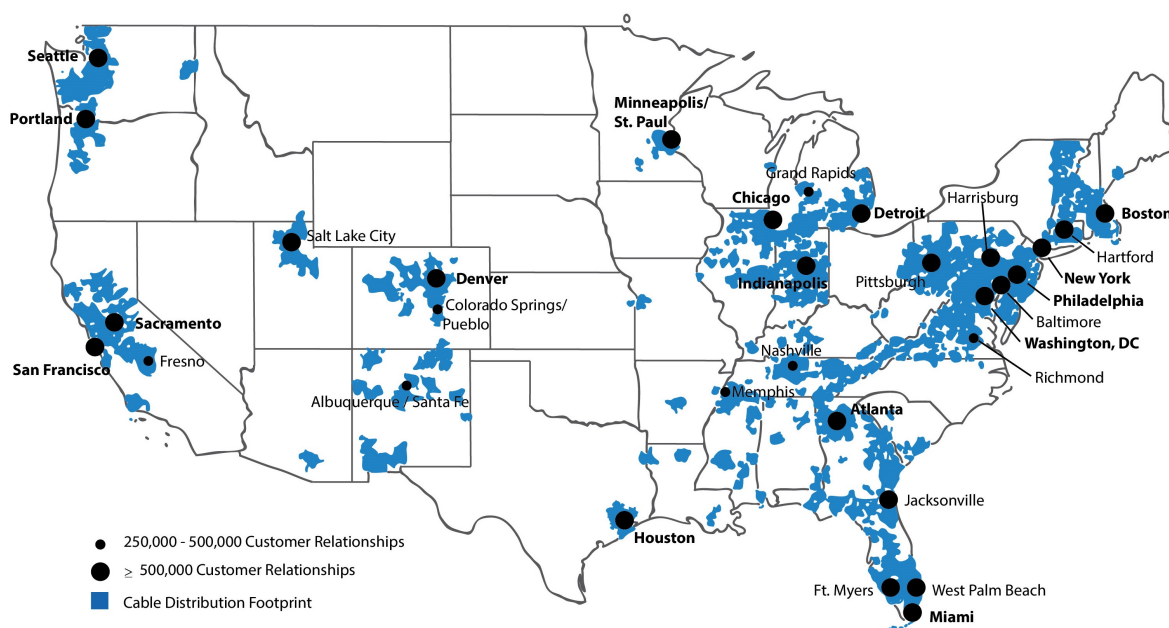 Seattle
Portland
Minneapolis/
St. Paul
Grand Rapids
Chicago
Detroit
Harrisburg
Boston
Hartford
Salt Lake City
Denver
Indianapolis
Pittsburgh
New York
Philadelphia
Colorado Springs/
Pueblo
Baltimore
Sacramento
Washington, DC
San Francisco
Fresno
Nashville
Richmond
Albuquerque / Santa Fe
Memphis
Atlanta
Jacksonville
Houston
Ft. Myers
West Palm Beach
Miami
250,000 - 500,000 Customer Relationships
≥ 500,000 Customer Relationships
Cable Distribution Footprint